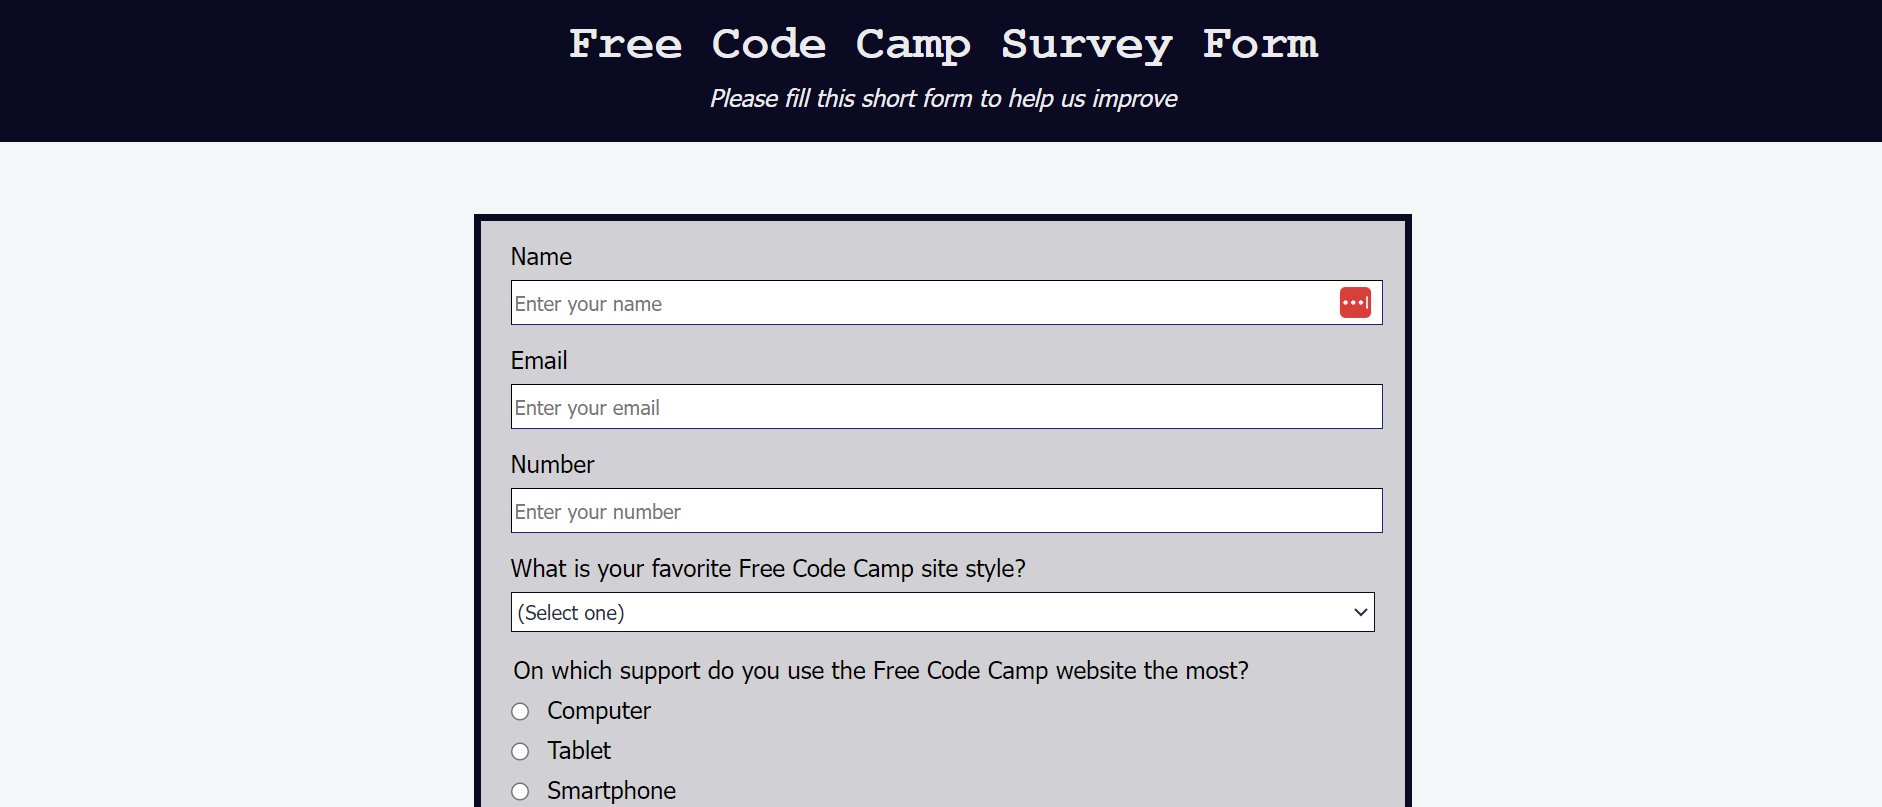 Free Code Camp Survey Form
Please fill this short form to help us improve
Name
Enter your name
Email
Enter your email
Number
Enter your number
What is your favorite Free Code Camp site style?
(Select one)
On which support do you use the Free Code Camp website the most?
Computer
Tablet
Smartphone